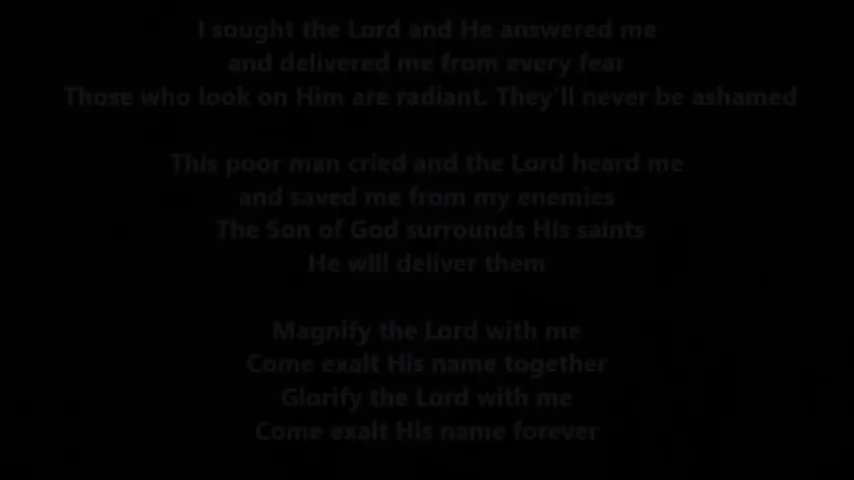 I sought the Lord and He answered me
and delivered me from every fear
Those who look on Him are radiant. They'll never be ashamed
This poor man cried and the Lord heard me
and saved me from my enemies
The Son of God surrounds His saints
He will deliver them
Magnify the Lord with me
Come exalt His name together
Glorify the Lord with me
Come exalt His name forever